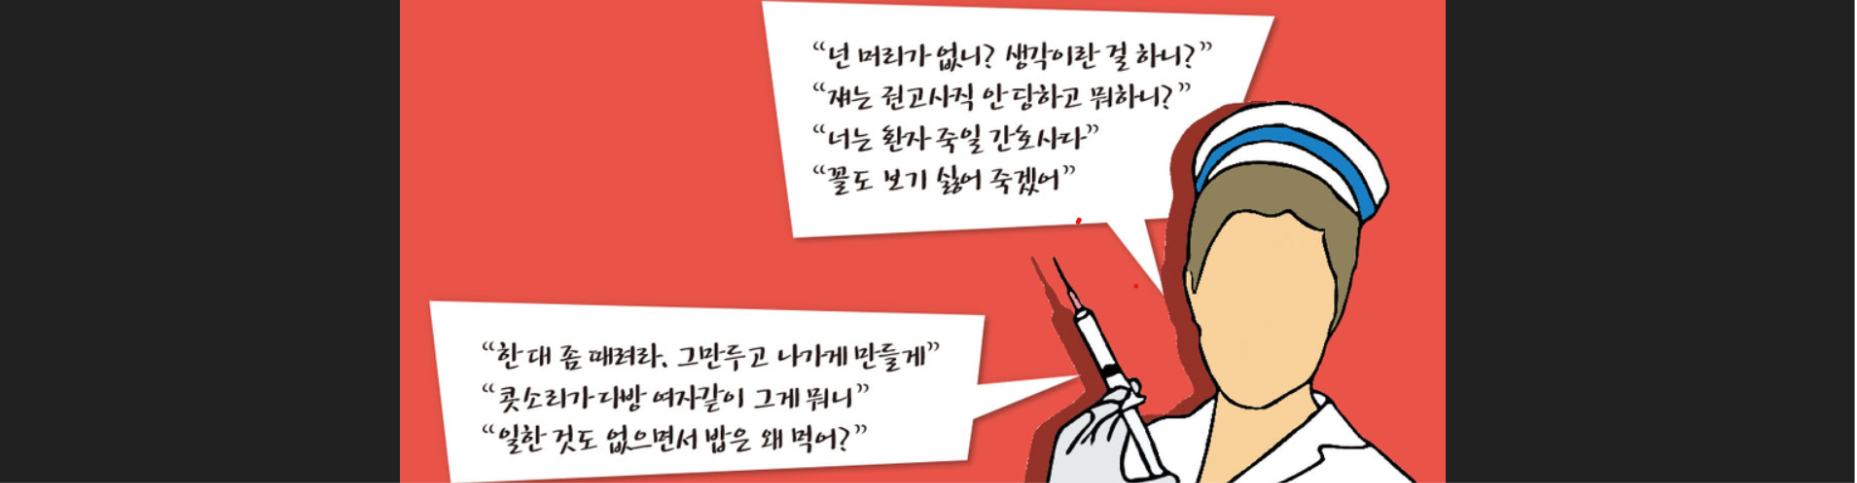 “넌 머리가 없니? 생각이란 걸 하니?”
“쟤는 권고사직 안 당하고 뭐하니?”
“너는 환자 죽일 간호사다”
“꼴도 보기 싫어 죽겠어”
“한 대 좀 때려라. 그만두고 나가게 만들게”
“콧소리가 다방 여자같이 그게 뭐니”
“일한 것도 없으면서 밥은 왜 먹어?”